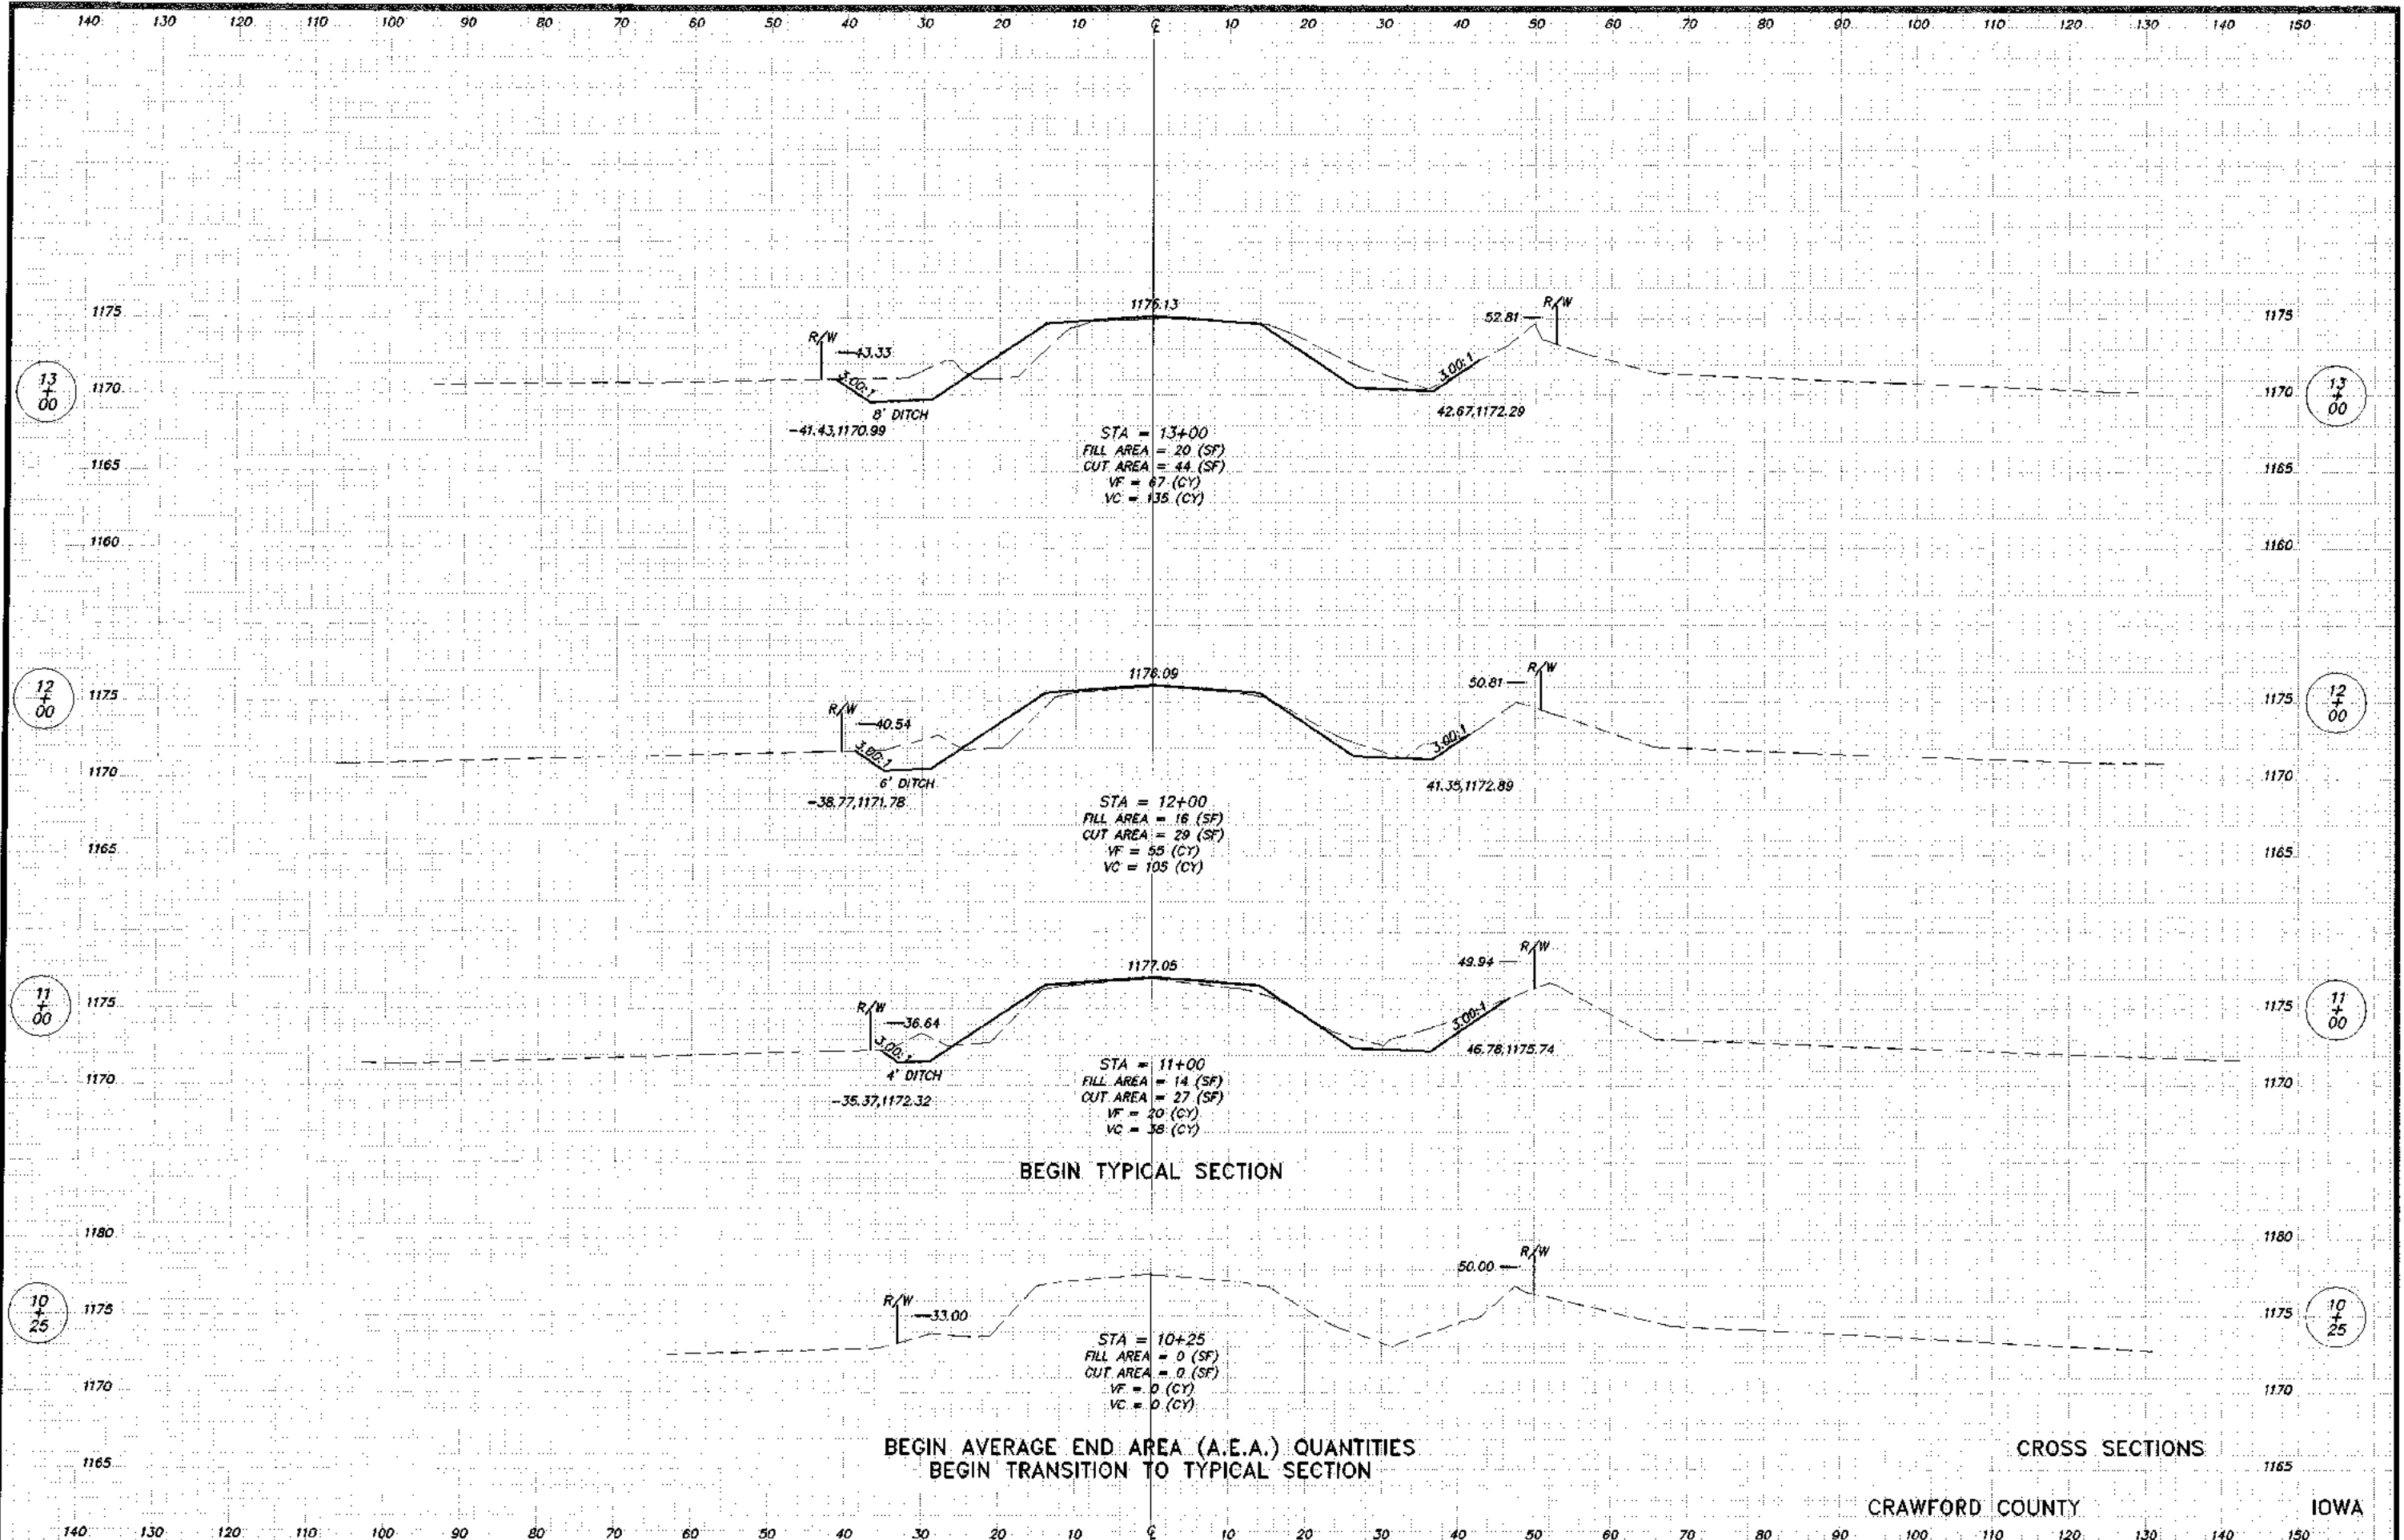 140 130 120 110 100 90 80 70 60 50 40 30 20 10 ℄ 10 20 30 40 50 60 70 80 90 100 110 120 130 140 150
1176.13
R/W
1175
52.81
1175
R/W
43.33
3.00:1
3.00:1
13+00
1170
1170
13+00
8' DITCH
42.67,1172.29
-41.43,1170.99
STA = 13+00
FILL AREA = 20 (SF)
CUT AREA = 44 (SF)
VF = 67 (CY)
VC = 135 (CY)
1165
1165
1160
1160
1176.09
R/W
12+00
1175
50.81
1175
12+00
R/W
40.54
3.00:1
3.00:1
1170
1170
6' DITCH
41.35,1172.89
-38.77,1171.78
STA = 12+00
FILL AREA = 16 (SF)
CUT AREA = 29 (SF)
VF = 55 (CY)
VC = 105 (CY)
1165
1165
R/W
1177.05
49.94
11+00
1175
1175
11+00
R/W
36.64
3.00:1
3.00:1
46.78,1175.74
4' DITCH
1170
1170
-35.37,1172.32
STA = 11+00
FILL AREA = 14 (SF)
CUT AREA = 27 (SF)
VF = 20 (CY)
VC = 38 (CY)
BEGIN TYPICAL SECTION
1180
1180
R/W
50.00
R/W
33.00
10+25
1175
1175
10+25
STA = 10+25
FILL AREA = 0 (SF)
CUT AREA = 0 (SF)
VF = 0 (CY)
VC = 0 (CY)
1170
1170
BEGIN AVERAGE END AREA (A.E.A.) QUANTITIES
BEGIN TRANSITION TO TYPICAL SECTION
CROSS SECTIONS
1165
1165
CRAWFORD COUNTY
IOWA
140 130 120 110 100 90 80 70 60 50 40 30 20 10 ℄ 10 20 30 40 50 60 70 80 90 100 110 120 130 140 150